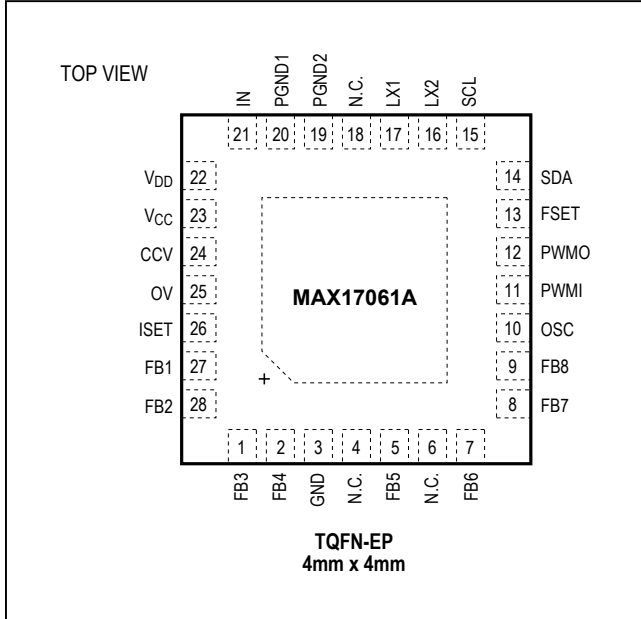 TOP VIEW
IN
PGND1
PGND2
N.C.
LX1
LX2
SCL
21
20
19
18
17
16
15
VDD
22
VCC
23
CCV
24
OV
25
ISET
26
FB1
27
FB2
28
14
SDA
13
FSET
12
PWMO
11
PWMI
10
OSC
9
FB8
8
FB7
MAX17061A
+
1
2
3
4
5
6
7
FB3
FB4
GND
N.C.
FB5
N.C.
FB6
TQFN-EP
4mm x 4mm